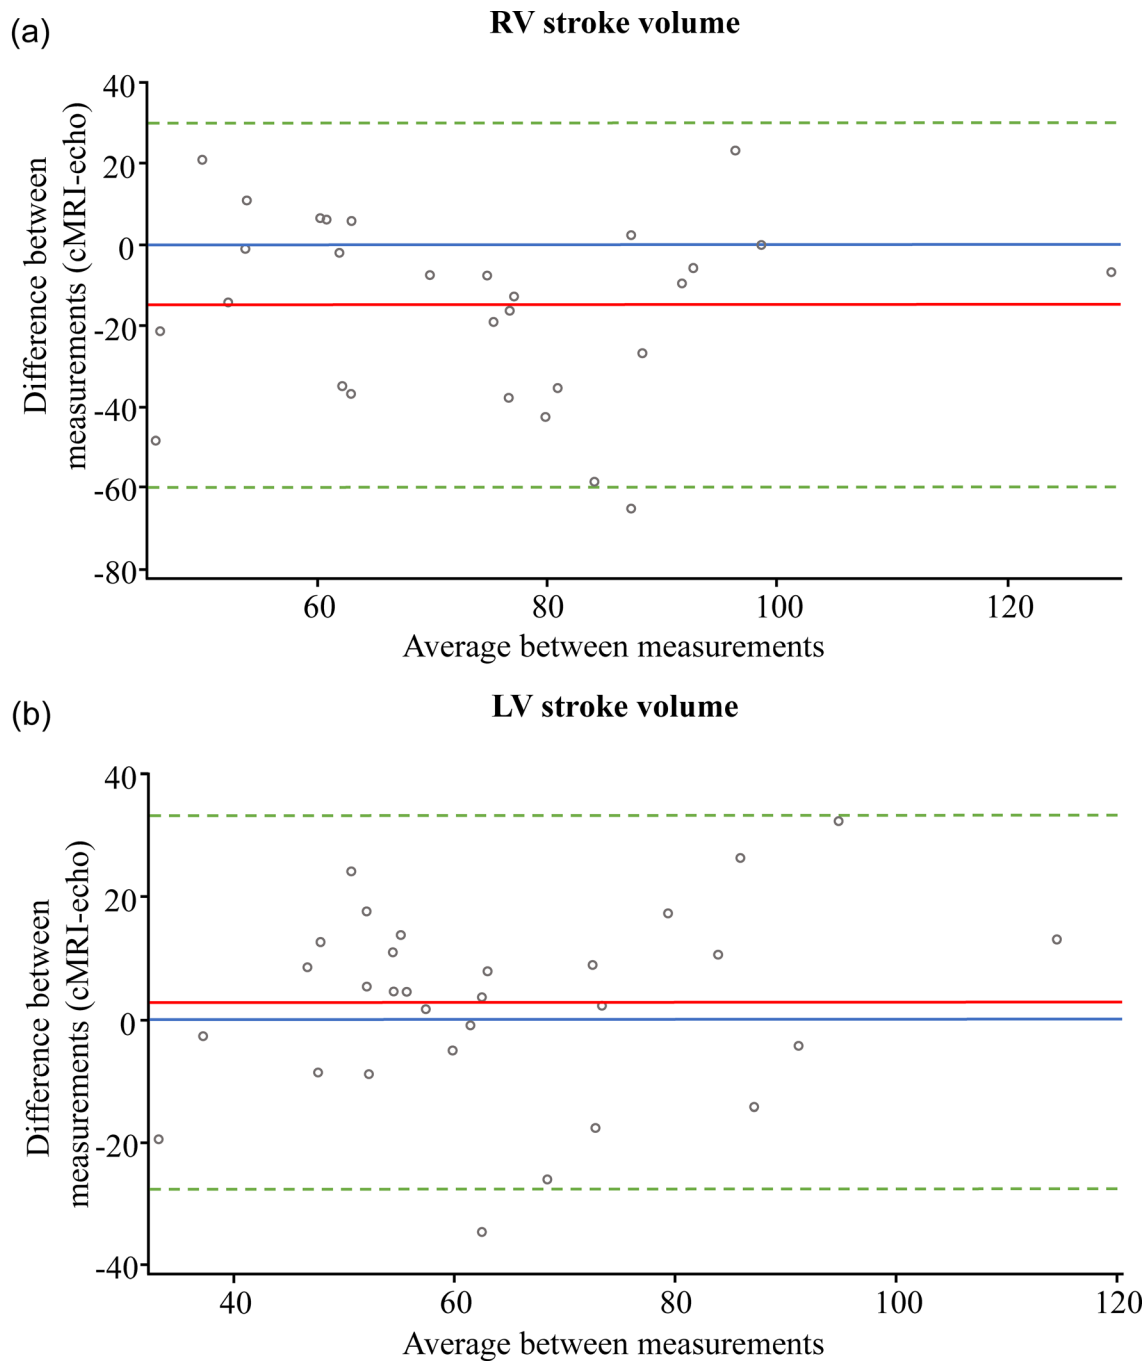 (a)
RV stroke volume
Difference between
measurements (cMRI-echo)
40
20
0
-20
-40
-60
-80
60 80 100 120
Average between measurements
(b)
LV stroke volume
Difference between
measurements (cMRI-echo)
40
20
0
-20
-40
40 60 80 100 120
Average between measurements